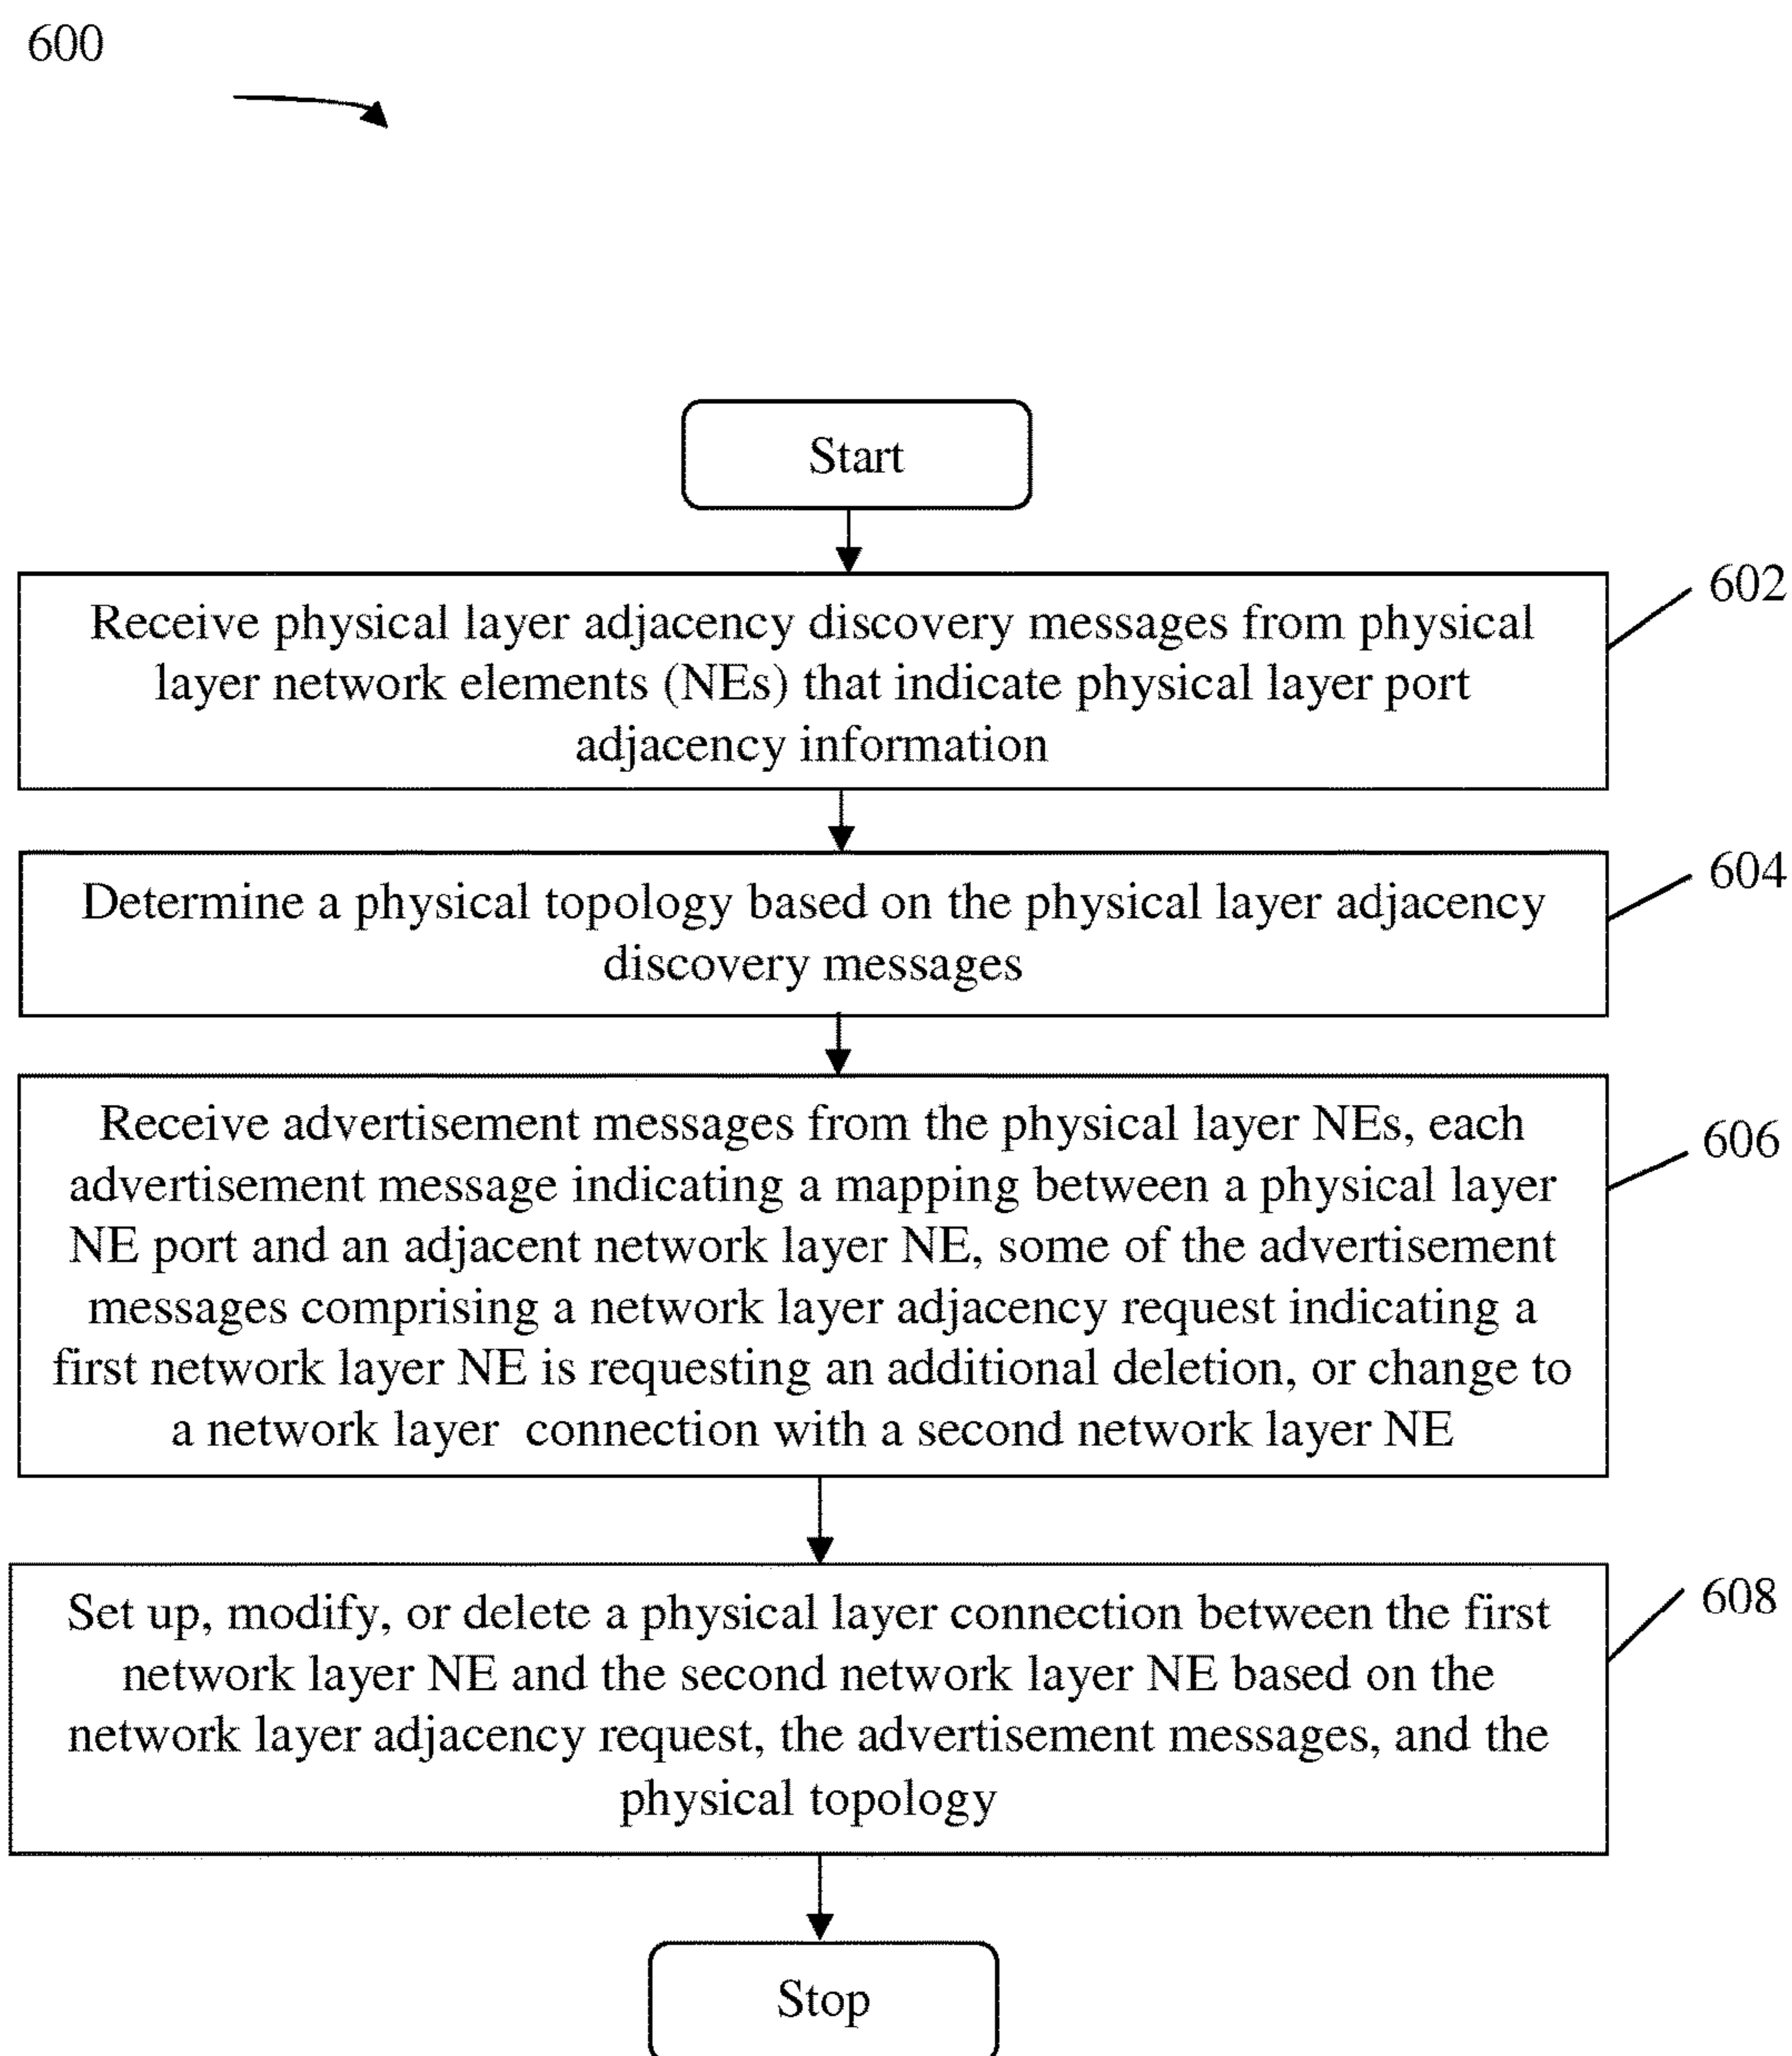 600
Start
Receive physical layer adjacency discovery messages from physical
layer network elements (NEs) that indicate physical layer port
adjacency information
602
Determine a physical topology based on the physical layer adjacency
discovery messages
604
Receive advertisement messages from the physical layer NEs, each
advertisement message indicating a mapping between a physical layer
NE port and an adjacent network layer NE, some of the advertisement
messages comprising a network layer adjacency request indicating a
first network layer NE is requesting an additional deletion, or change to
a network layer connection with a second network layer NE
606
Set up, modify, or delete a physical layer connection between the first
network layer NE and the second network layer NE based on the
network layer adjacency request, the advertisement messages, and the
physical topology
608
Stop